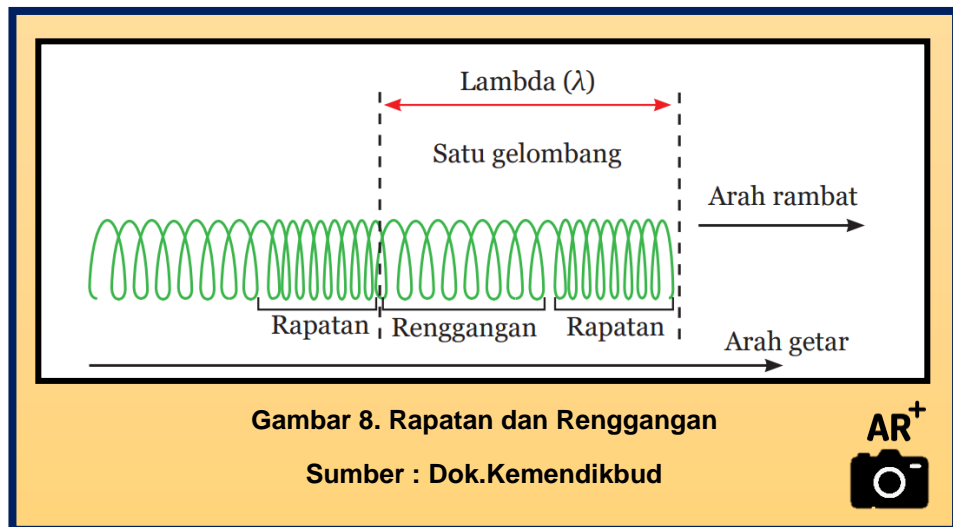 Lambda (λ)
Satu gelombang
Arah rambat
Rapatan
Renggangan
Rapatan
Arah getar
Gambar 8. Rapatan dan Renggangan
Sumber : Dok.Kemendikbud
AR+